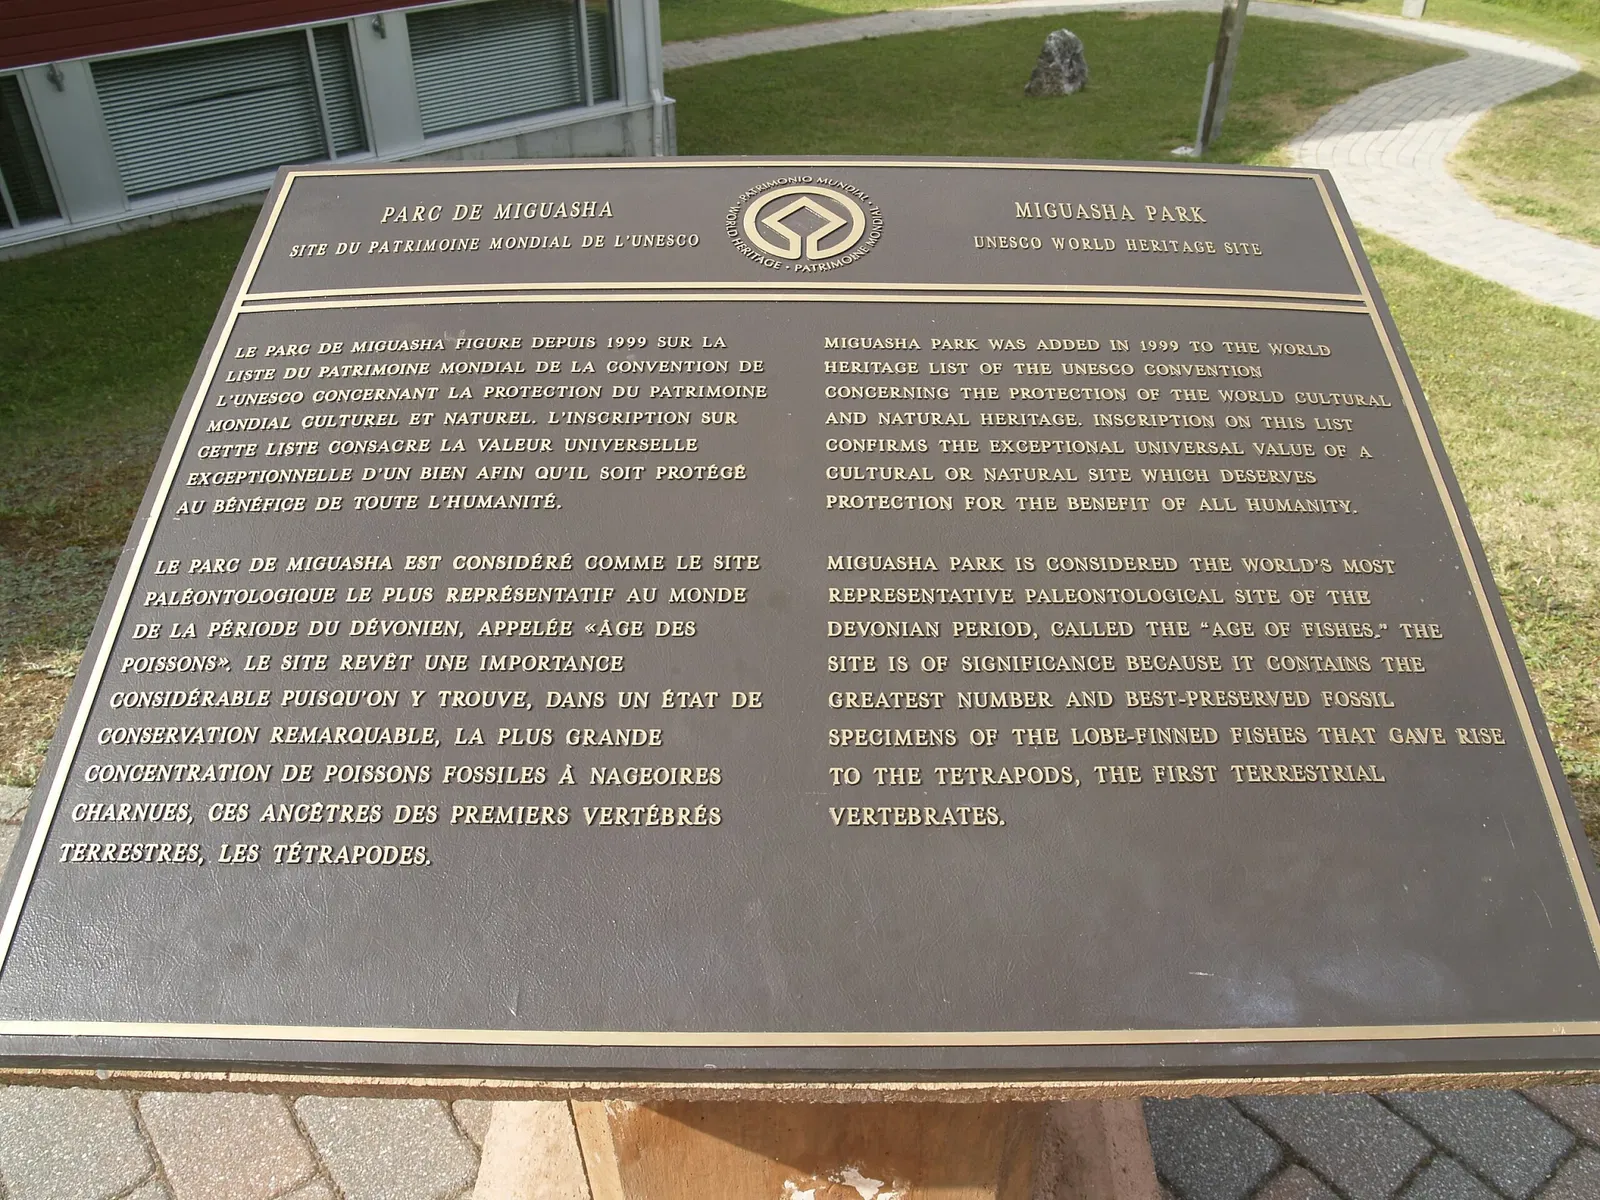 PARC DE MIGUASHA
SITE DU PATRIMOINE MONDIAL DE L'UNESCO
PATRIMONIO MUNDIAL • WORLD HERITAGE • PATRIMOINE MONDIAL •
MIGUASHA PARK
UNESCO WORLD HERITAGE SITE
LE PARC DE MIGUASHA FIGURE DEPUIS 1999 SUR LA
LISTE DU PATRIMOINE MONDIAL DE LA CONVENTION DE
L'UNESCO CONCERNANT LA PROTECTION DU PATRIMOINE
MONDIAL CULTUREL ET NATUREL. L'INSCRIPTION SUR
CETTE LISTE CONSACRE LA VALEUR UNIVERSELLE
EXCEPTIONNELLE D'UN BIEN AFIN QU'IL SOIT PROTÉGÉ
AU BÉNÉFICE DE TOUTE L'HUMANITÉ.
LE PARC DE MIGUASHA EST CONSIDÉRÉ COMME LE SITE
PALÉONTOLOGIQUE LE PLUS REPRÉSENTATIF AU MONDE
DE LA PÉRIODE DU DÉVONIEN, APPELÉE «ÂGE DES
POISSONS». LE SITE REVÊT UNE IMPORTANCE
CONSIDÉRABLE PUISQU'ON Y TROUVE, DANS UN ÉTAT DE
CONSERVATION REMARQUABLE, LA PLUS GRANDE
CONCENTRATION DE POISSONS FOSSILES À NAGEOIRES
CHARNUES, CES ANCÊTRES DES PREMIERS VERTÉBRÉS
TERRESTRES, LES TÉTRAPODES.
MIGUASHA PARK WAS ADDED IN 1999 TO THE WORLD
HERITAGE LIST OF THE UNESCO CONVENTION
CONCERNING THE PROTECTION OF THE WORLD CULTURAL
AND NATURAL HERITAGE. INSCRIPTION ON THIS LIST
CONFIRMS THE EXCEPTIONAL UNIVERSAL VALUE OF A
CULTURAL OR NATURAL SITE WHICH DESERVES
PROTECTION FOR THE BENEFIT OF ALL HUMANITY.
MIGUASHA PARK IS CONSIDERED THE WORLD'S MOST
REPRESENTATIVE PALEONTOLOGICAL SITE OF THE
DEVONIAN PERIOD, CALLED THE "AGE OF FISHES." THE
SITE IS OF SIGNIFICANCE BECAUSE IT CONTAINS THE
GREATEST NUMBER AND BEST-PRESERVED FOSSIL
SPECIMENS OF THE LOBE-FINNED FISHES THAT GAVE RISE
TO THE TETRAPODS, THE FIRST TERRESTRIAL
VERTEBRATES.